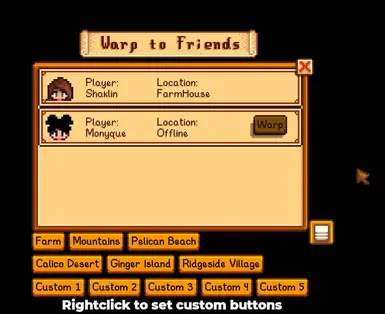 Warp to Friends
Player: Location:
Shaklin FarmHouse
Player: Location:
Monyque Offline
Warp
Farm Mountains Pelican Beach
Calico Desert Ginger Island Ridgeside Village
Custom 1 Custom 2 Custom 3 Custom 4 Custom 5
Rightclick to set custom buttons